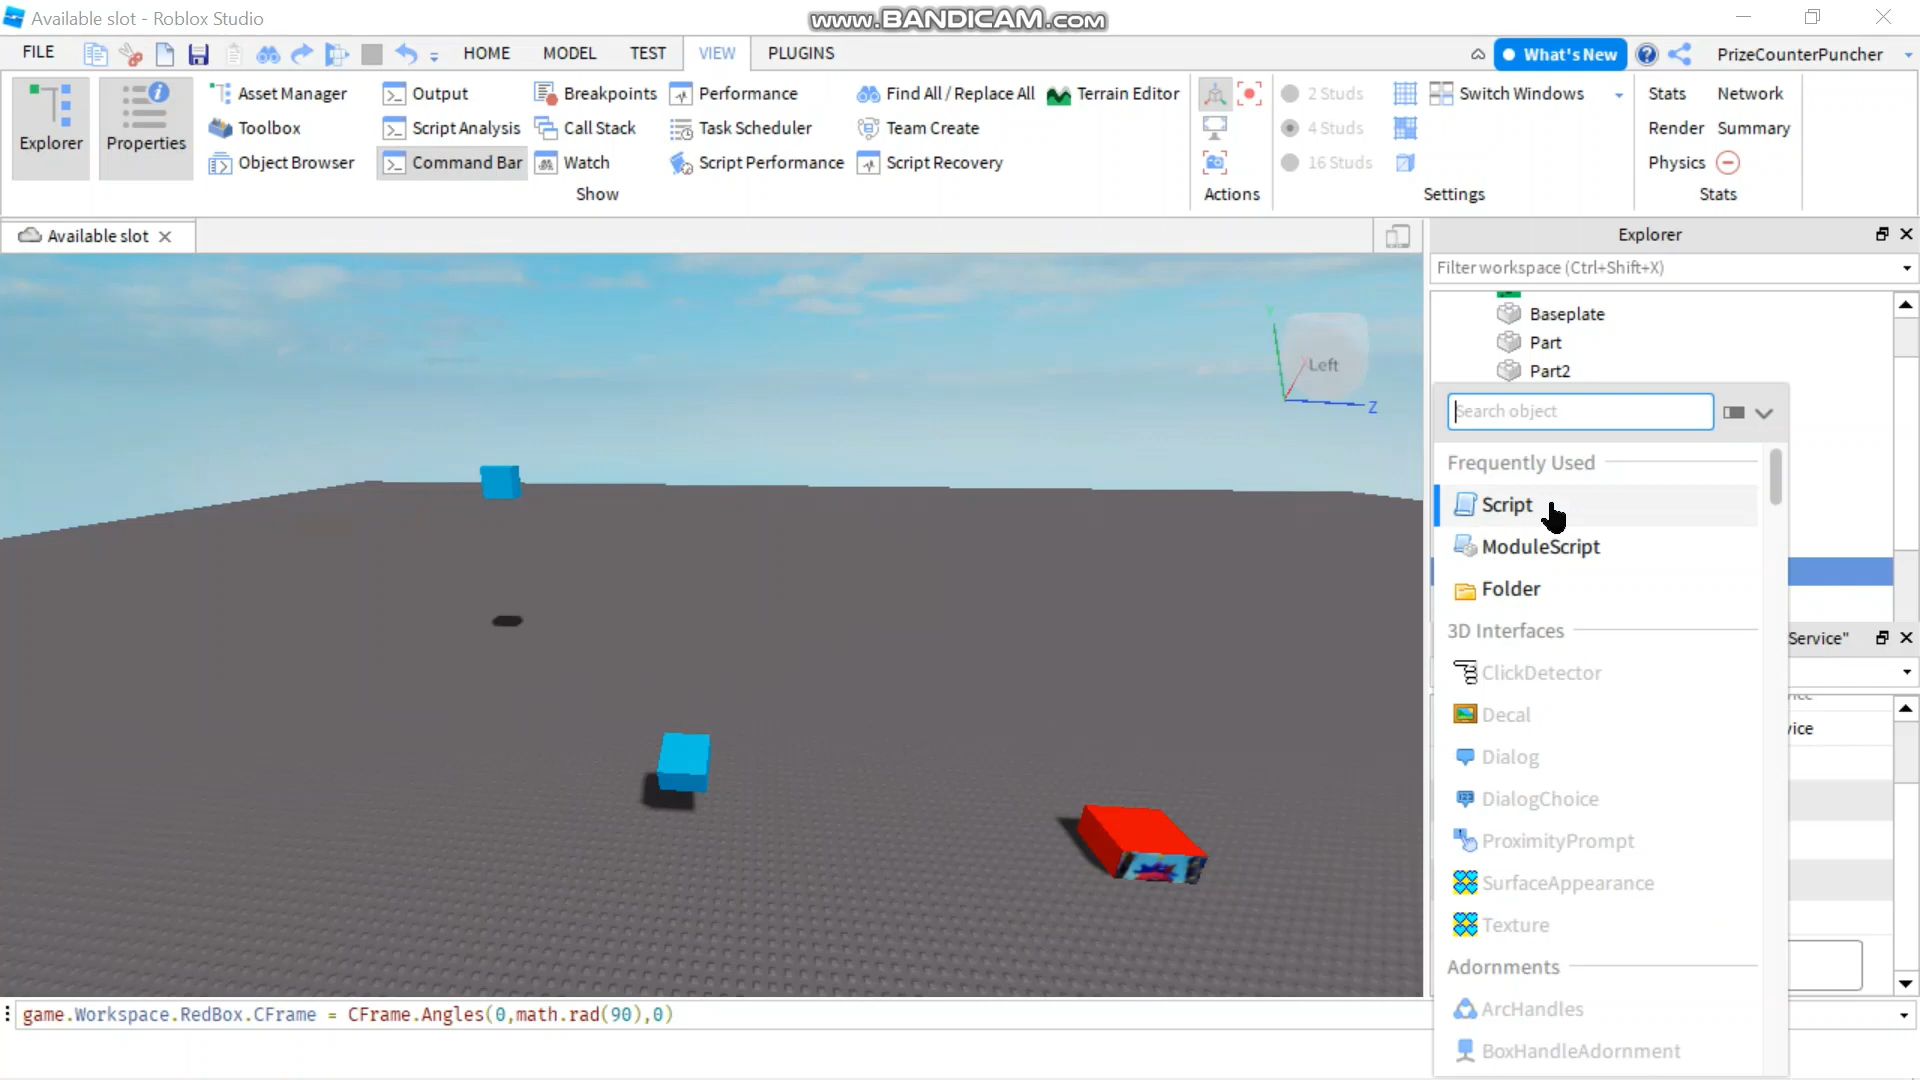 Available slot - Roblox Studio
www.BANDICAM.com
FILE
HOME
MODEL
TEST
VIEW
PLUGINS
What's New
PrizeCounterPuncher
Explorer
Properties
Asset Manager
Toolbox
Object Browser
Output
Script Analysis
Command Bar
Breakpoints
Call Stack
Watch
Performance
Task Scheduler
Script Performance
Find All / Replace All
Team Create
Script Recovery
Terrain Editor
Show
Actions
2 Studs
4 Studs
16 Studs
Switch Windows
Settings
Stats
Network
Render
Summary
Physics
Stats
Available slot
Explorer
Filter workspace (Ctrl+Shift+X)
Baseplate
Part
Part2
Left
Z
Search object
Frequently Used
Script
ModuleScript
Folder
3D Interfaces
Service"
ClickDetector
Decal
Dialog
DialogChoice
ProximityPrompt
SurfaceAppearance
Texture
Adornments
ArcHandles
BoxHandleAdornment
game.Workspace.RedBox.CFrame = CFrame.Angles(0,math.rad(90),0)